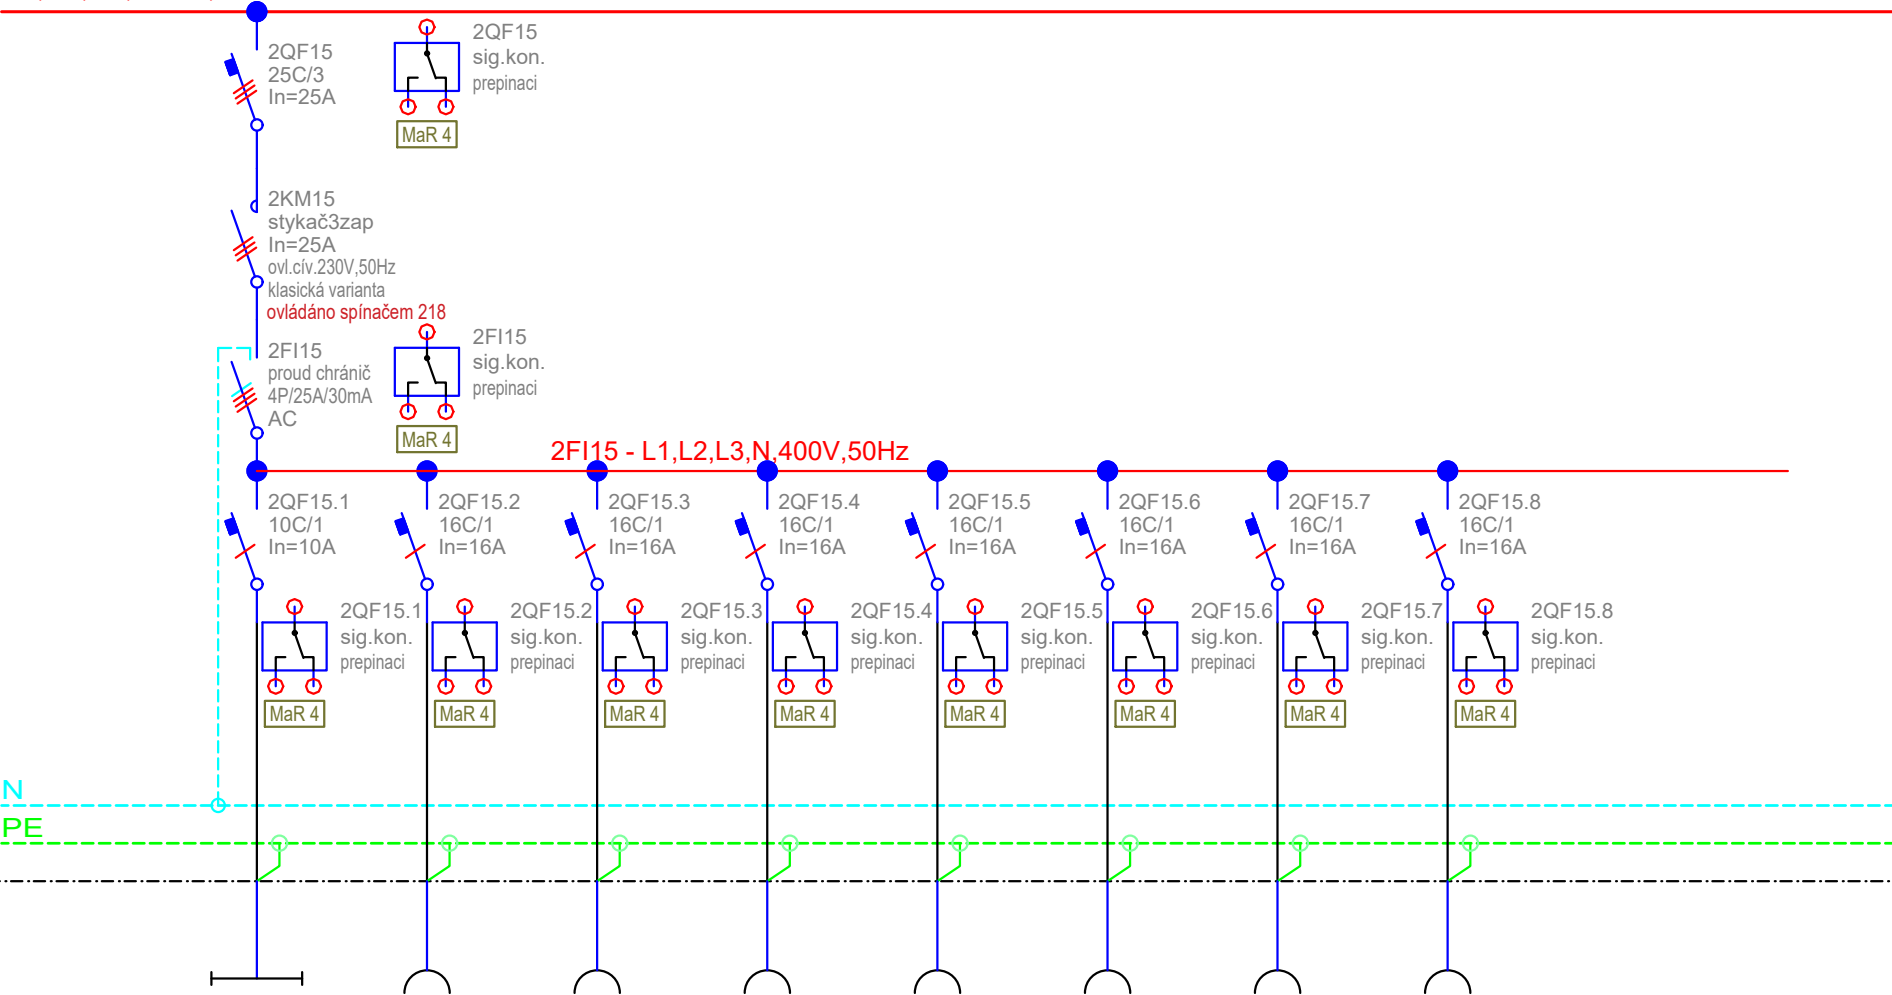 2QF15
25C/3
In=25A
2QF15
sig.kon.
prepinaci
MaR 4
2KM15
stykač3zap
In=25A
ovl.cív.230V,50Hz
klasická varianta
ovládáno spínačem 218
2FI15
proud chránič
4P/25A/30mA
AC
2FI15
sig.kon.
prepinaci
MaR 4
2FI15 - L1,L2,L3,N,400V,50Hz
2QF15.1
10C/1
In=10A
2QF15.2
16C/1
In=16A
2QF15.3
16C/1
In=16A
2QF15.4
16C/1
In=16A
2QF15.5
16C/1
In=16A
2QF15.6
16C/1
In=16A
2QF15.7
16C/1
In=16A
2QF15.8
16C/1
In=16A
2QF15.1
sig.kon.
prepinaci
MaR 4
2QF15.2
sig.kon.
prepinaci
MaR 4
2QF15.3
sig.kon.
prepinaci
MaR 4
2QF15.4
sig.kon.
prepinaci
MaR 4
2QF15.5
sig.kon.
prepinaci
MaR 4
2QF15.6
sig.kon.
prepinaci
MaR 4
2QF15.7
sig.kon.
prepinaci
MaR 4
2QF15.8
sig.kon.
prepinaci
MaR 4
N
PE